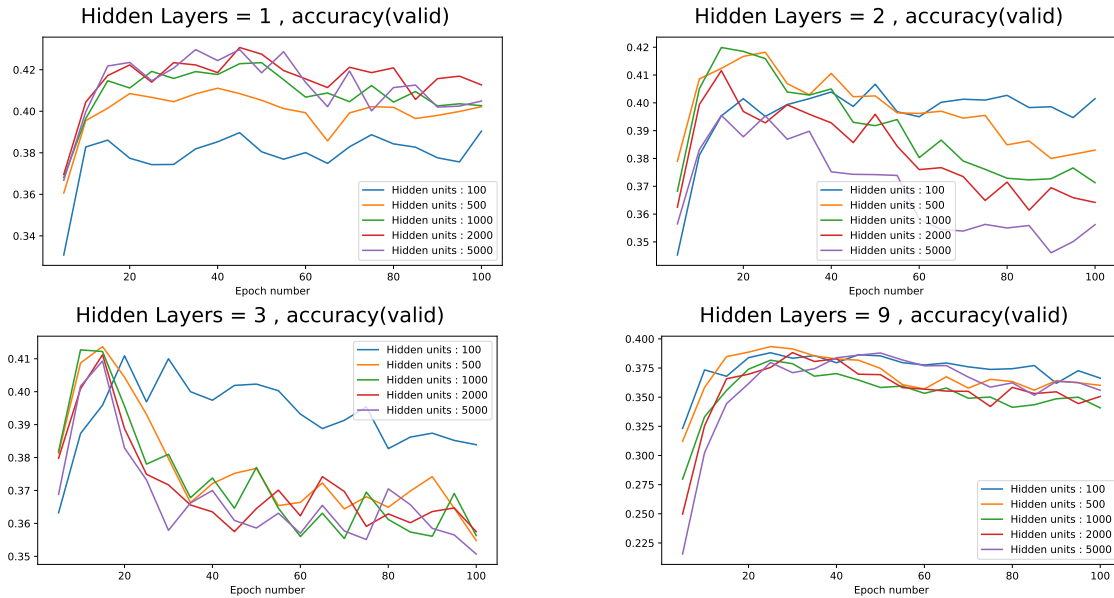 Hidden Layers = 1 , accuracy(valid)
0.42
0.40
0.38
0.36
0.34
20
40
60
80
100
Epoch number
Hidden units : 100
Hidden units : 500
Hidden units : 1000
Hidden units : 2000
Hidden units : 5000
Hidden Layers = 2 , accuracy(valid)
0.42
0.41
0.40
0.39
0.38
0.37
0.36
0.35
20
40
60
80
100
Epoch number
Hidden units : 100
Hidden units : 500
Hidden units : 1000
Hidden units : 2000
Hidden units : 5000
Hidden Layers = 3 , accuracy(valid)
0.41
0.40
0.39
0.38
0.37
0.36
0.35
20
40
60
80
100
Epoch number
Hidden units : 100
Hidden units : 500
Hidden units : 1000
Hidden units : 2000
Hidden units : 5000
Hidden Layers = 9 , accuracy(valid)
0.400
0.375
0.350
0.325
0.300
0.275
0.250
0.225
20
40
60
80
100
Epoch number
Hidden units : 100
Hidden units : 500
Hidden units : 1000
Hidden units : 2000
Hidden units : 5000